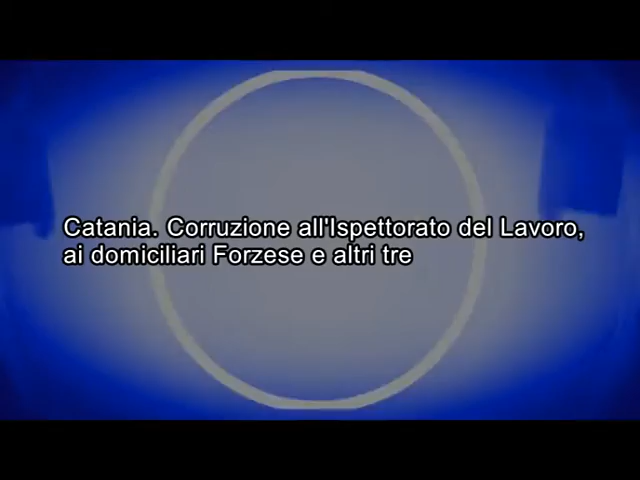 Catania. Corruzione all'Ispettorato del Lavoro,
ai domiciliari Forzese e altri tre